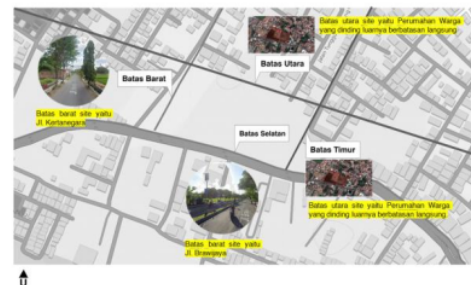 Batas utara site yaitu Perumahan Warga
yang dinding luarnya berbatasan langsung
Batas Utara
Batas Barat
Batas barat site yaitu
Jl. Kertanegara
Batas Selatan
Batas Timur
Batas utara site yaitu Perumahan Warga
yang dinding luarnya berbatasan langsung.
Batas barat site yaitu
Jl. Brawijaya
U